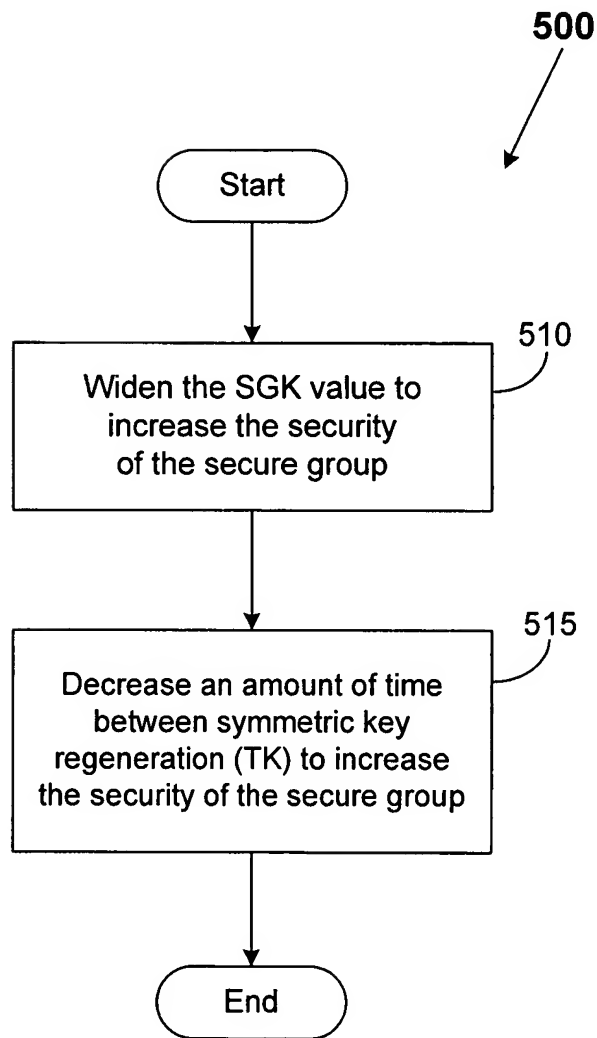 500
Start
510
Widen the SGK value to
increase the security
of the secure group
515
Decrease an amount of time
between symmetric key
regeneration (TK) to increase
the security of the secure group
End